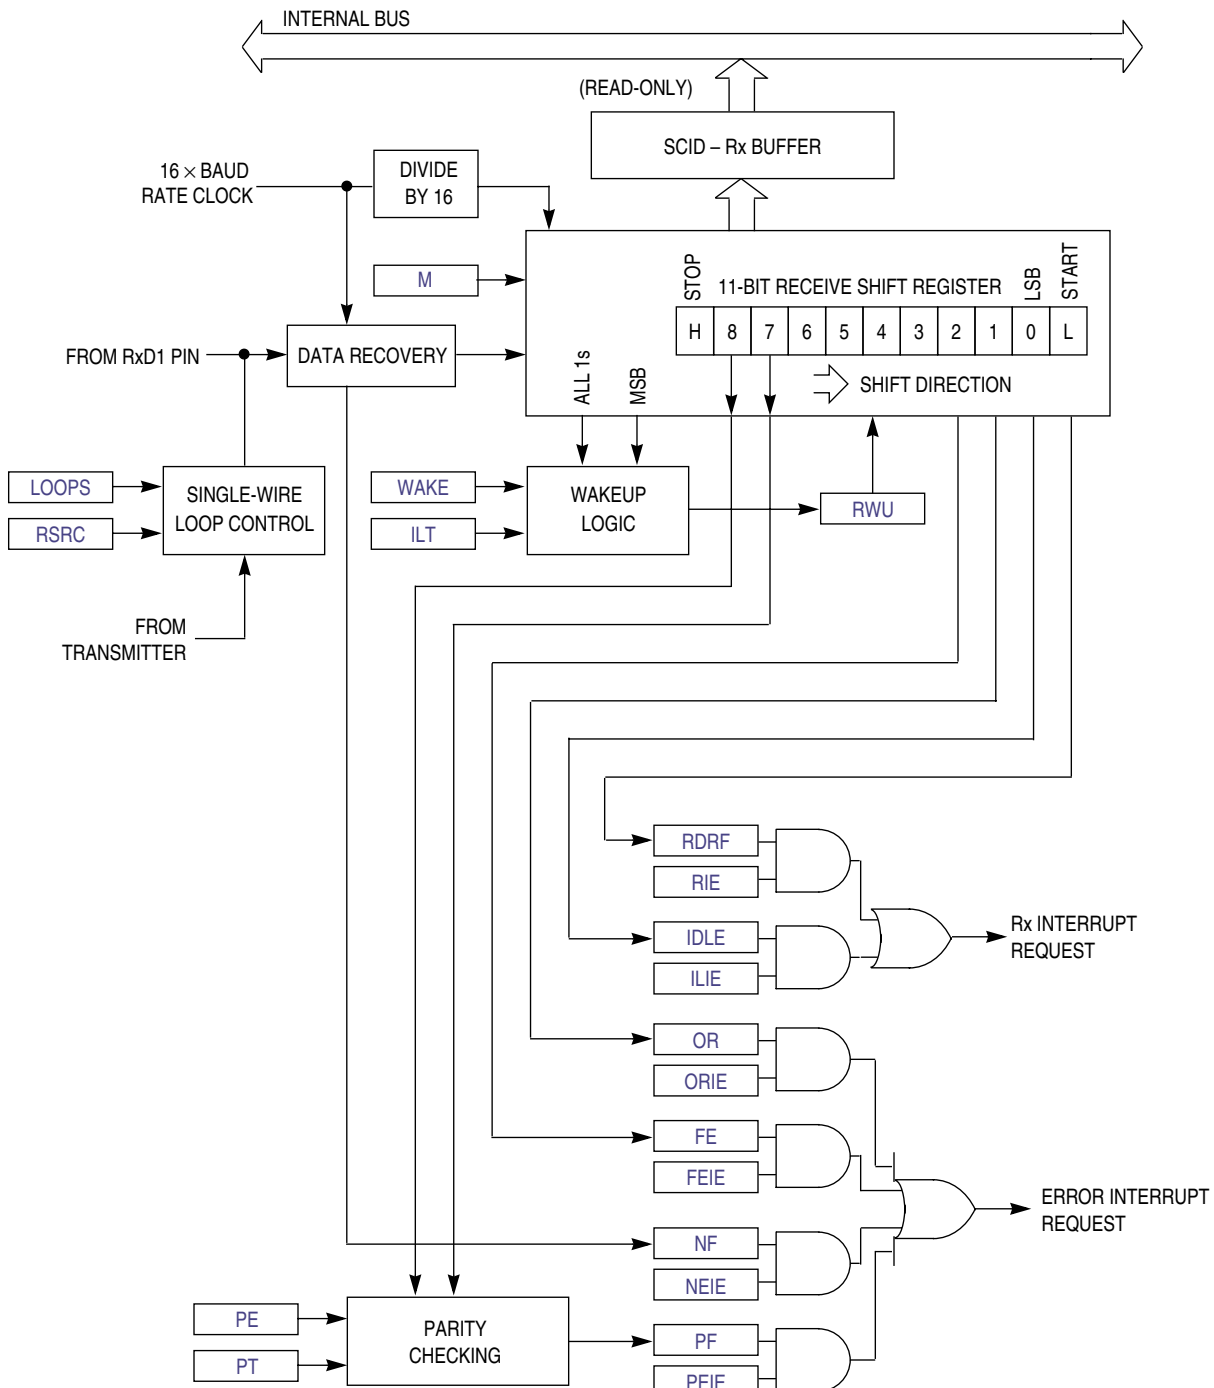 INTERNAL BUS
(READ-ONLY)
SCID – Rx BUFFER
16 × BAUD
RATE CLOCK
DIVIDE
BY 16
M
STOP
11-BIT RECEIVE SHIFT REGISTER
LSB
START
H 8 7 6 5 4 3 2 1 0 L
FROM RxD1 PIN
DATA RECOVERY
ALL 1s
MSB
SHIFT DIRECTION
LOOPS
RSRC
SINGLE-WIRE
LOOP CONTROL
WAKE
ILT
WAKEUP
LOGIC
RWU
FROM
TRANSMITTER
RDRF
RIE
IDLE
ILIE
Rx INTERRUPT
REQUEST
OR
ORIE
FE
FEIE
ERROR INTERRUPT
REQUEST
NF
NEIE
PE
PT
PARITY
CHECKING
PF
PEIE